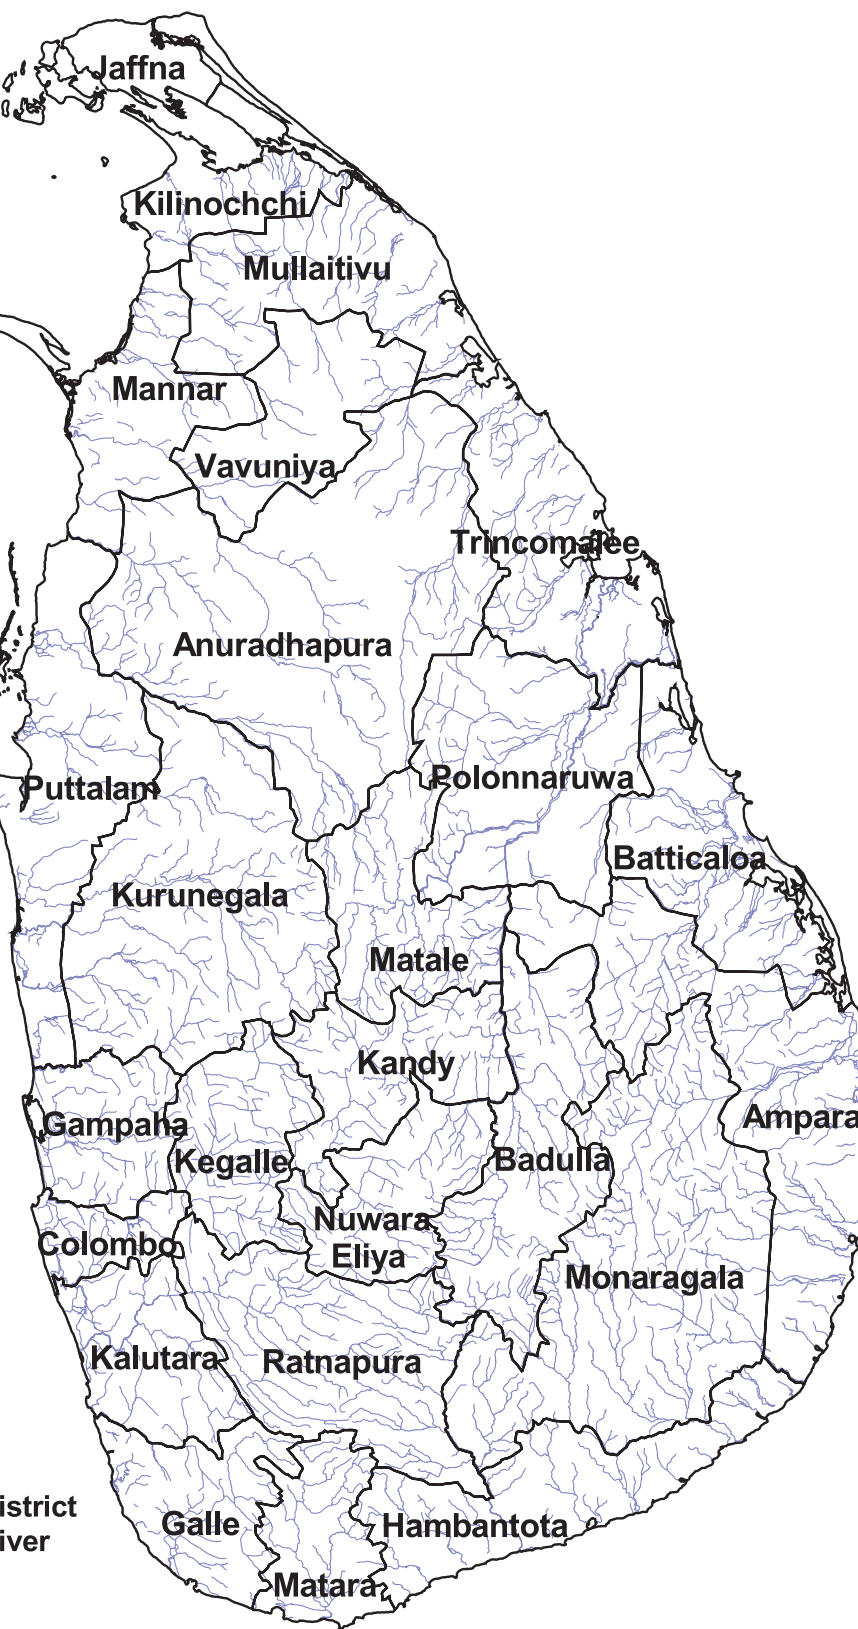 Jaffna
Kilinochchi
Mullaitivu
Mannar
Vavuniya
Trincomalee
Anuradhapura
Polonnaruwa
Puttalam
Batticaloa
Kurunegala
Matale
Kandy
Gampaha
Ampara
Kegalle
Badulla
Nuwara
Eliya
Colombo
Monaragala
Kalutara
Ratnapura
istrict
iver
Galle
Hambantota
Matara